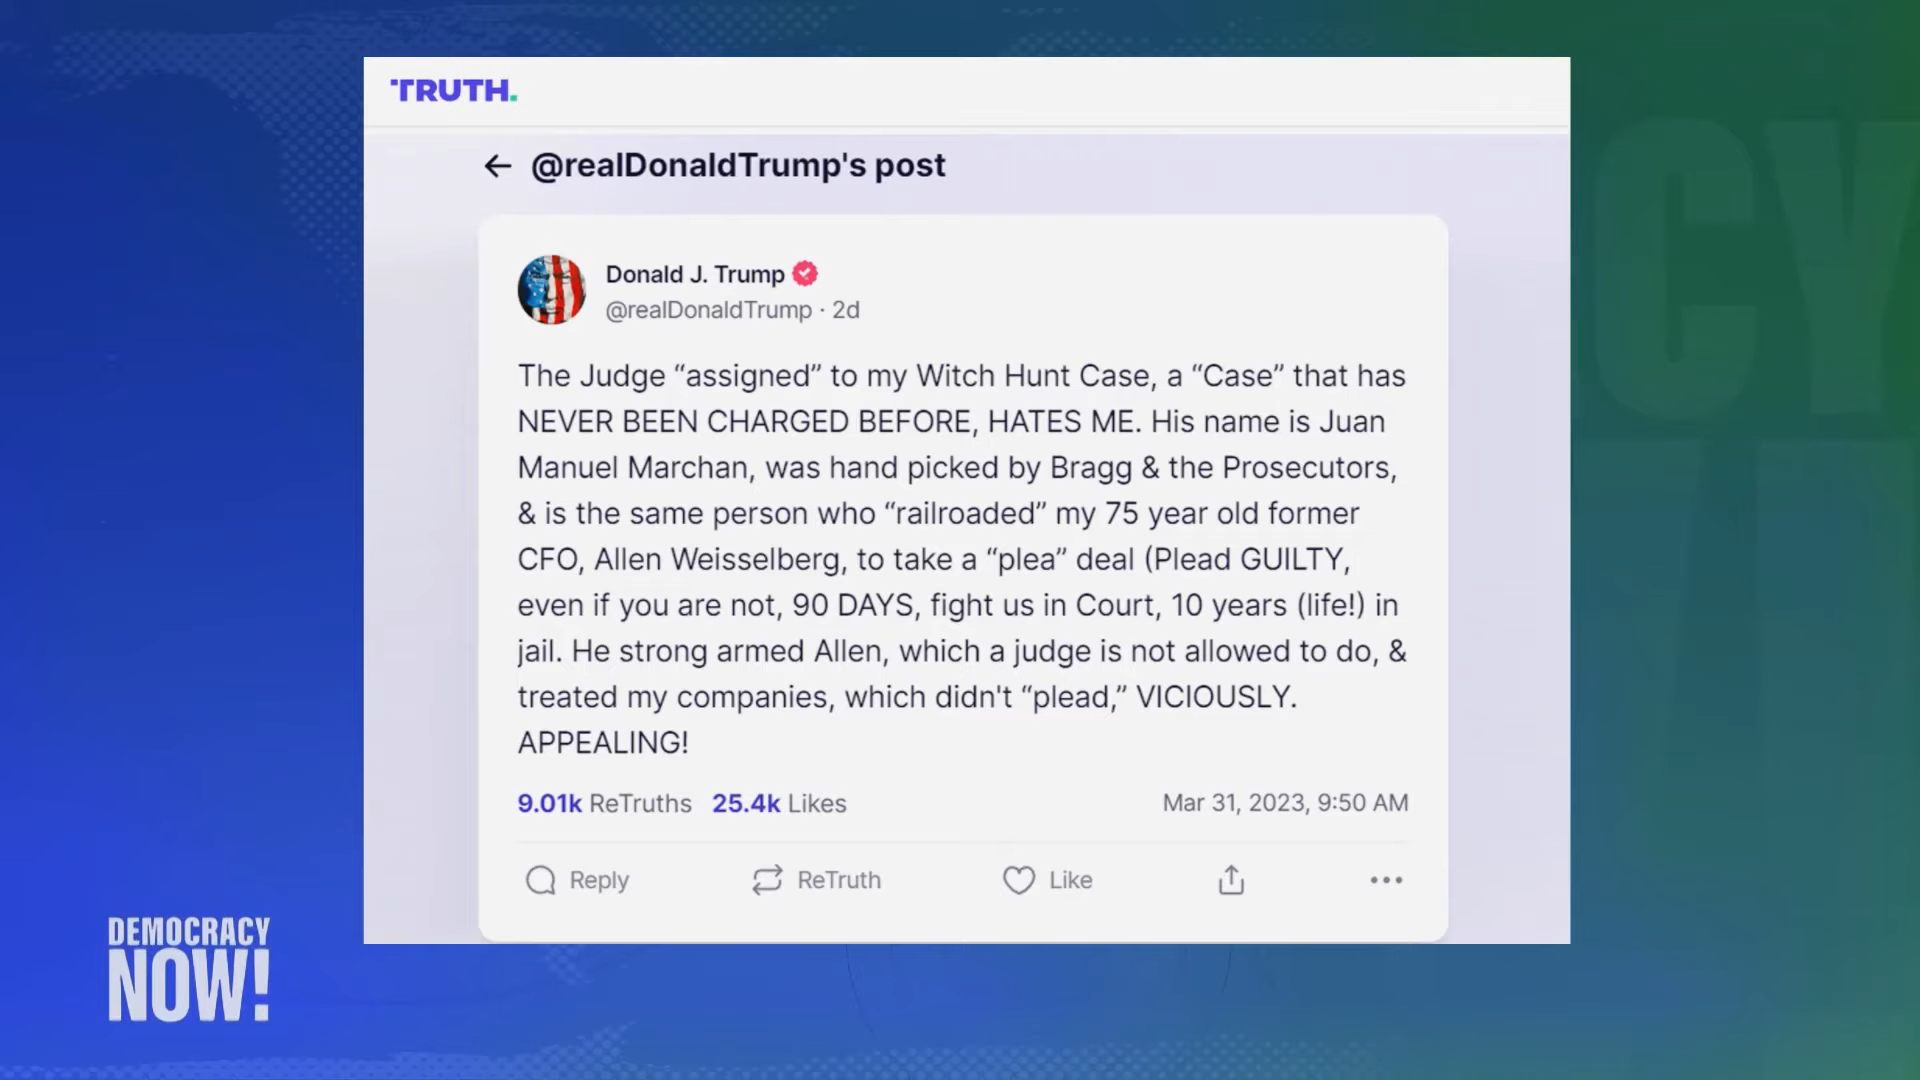 TRUTH.
@realDonaldTrump's post
Donald J. Trump
@realDonaldTrump · 2d
The Judge “assigned” to my Witch Hunt Case, a “Case” that has
NEVER BEEN CHARGED BEFORE, HATES ME. His name is Juan
Manuel Marchan, was hand picked by Bragg & the Prosecutors,
& is the same person who “railroaded” my 75 year old former
CFO, Allen Weisselberg, to take a “plea” deal (Plead GUILTY,
even if you are not, 90 DAYS, fight us in Court, 10 years (life!) in
jail. He strong armed Allen, which a judge is not allowed to do, &
treated my companies, which didn't “plead,” VICIOUSLY.
APPEALING!
9.01k ReTruths 25.4k Likes Mar 31, 2023, 9:50 AM
Reply ReTruth Like
DEMOCRACY
NOW!
CY